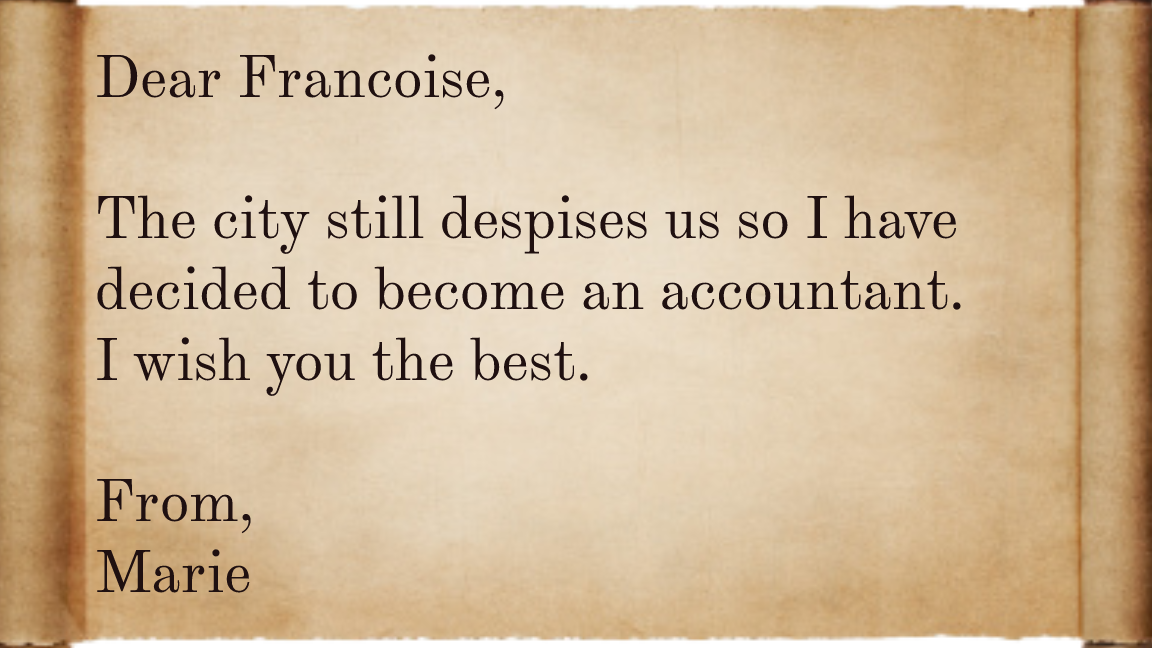 Dear Francoise,
The city still despises us so I have
decided to become an accountant.
I wish you the best.
From,
Marie